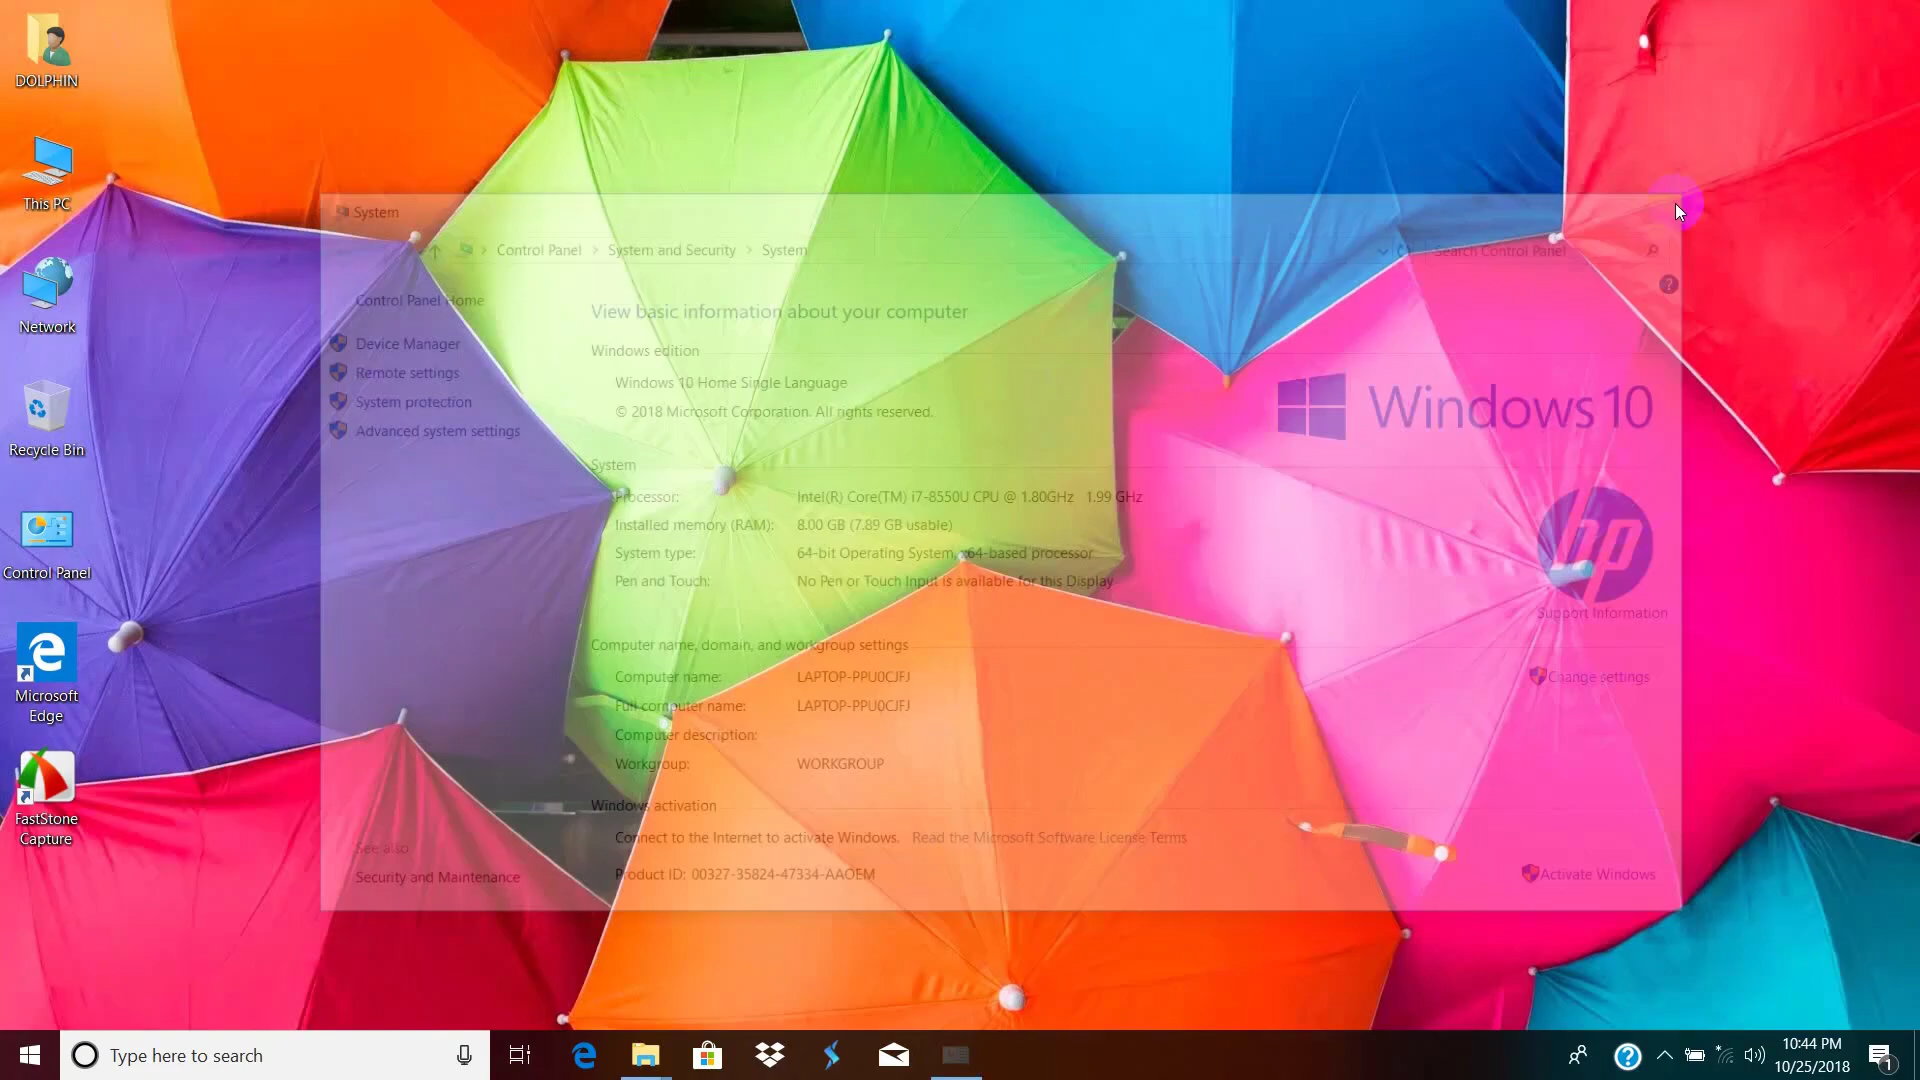 DOLPHIN
This PC
Network
Recycle Bin
Control Panel
Microsoft
Edge
FastStone
Capture
System
Control Panel > System and Security > System
Search Control Panel
Control Panel Home
Device Manager
Remote settings
System protection
Advanced system settings
See also
Security and Maintenance
View basic information about your computer
Windows edition
Windows 10 Home Single Language
© 2018 Microsoft Corporation. All rights reserved.
Windows 10
System
Processor: Intel(R) Core(TM) i7-8550U CPU @ 1.80GHz 1.99 GHz
Installed memory (RAM): 8.00 GB (7.89 GB usable)
System type: 64-bit Operating System, x64-based processor
Pen and Touch: No Pen or Touch Input is available for this Display
hp
Support Information
Computer name, domain, and workgroup settings
Computer name: LAPTOP-PPU0CJFJ
Change settings
Full computer name: LAPTOP-PPU0CJFJ
Computer description:
Workgroup: WORKGROUP
Windows activation
Connect to the Internet to activate Windows. Read the Microsoft Software License Terms
Product ID: 00327-35824-47334-AAOEM
Activate Windows
Type here to search
10:44 PM
10/25/2018
1